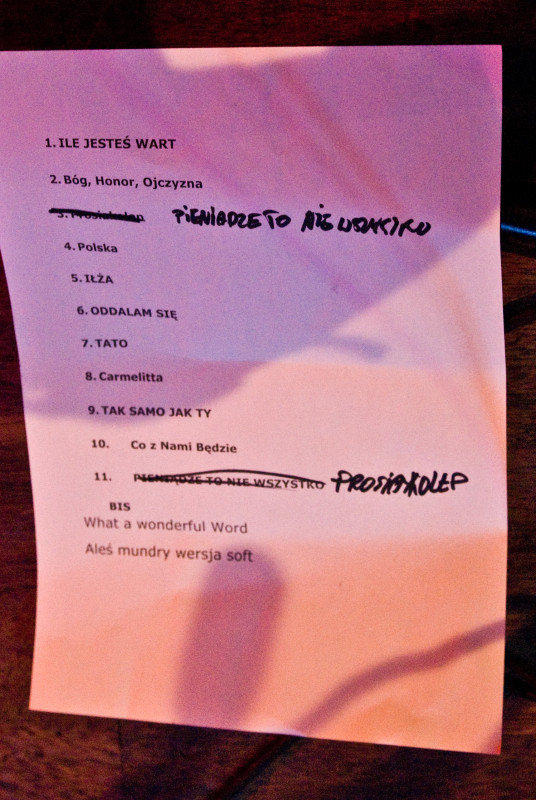 1. ILE JESTEŚ WART
2. Bóg, Honor, Ojczyzna
3. Prosiakolep PIENIĄDZE TO NIE WSZYSTKO
4. Polska
5. IŁŻA
6. ODDALAM SIĘ
7. TATO
8. Carmelitta
9. TAK SAMO JAK TY
10. Co z Nami Będzie
11. PIENIĄDZE TO NIE WSZYSTKO PROSIAKOLEP
BIS
What a wonderful Word
Aleś mundry wersja soft